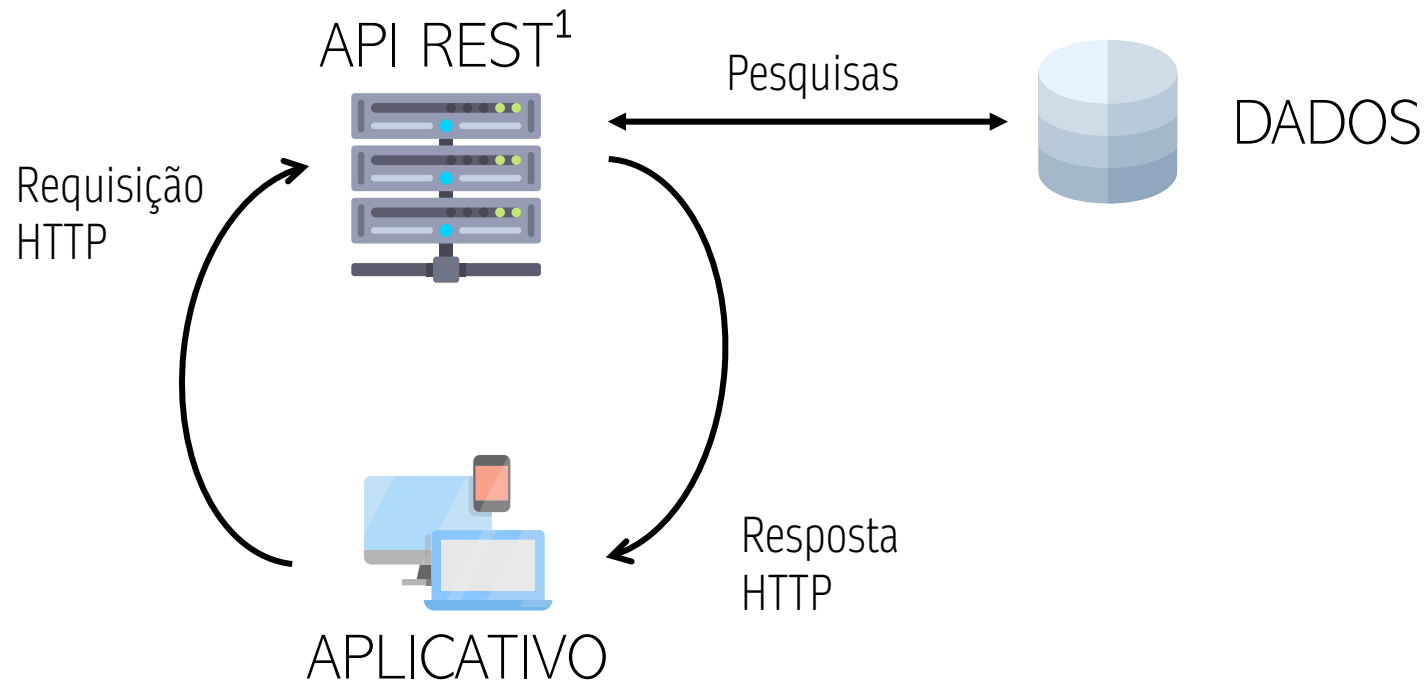 API REST¹
Pesquisas
DADOS
Requisição
HTTP
Resposta
HTTP
APLICATIVO